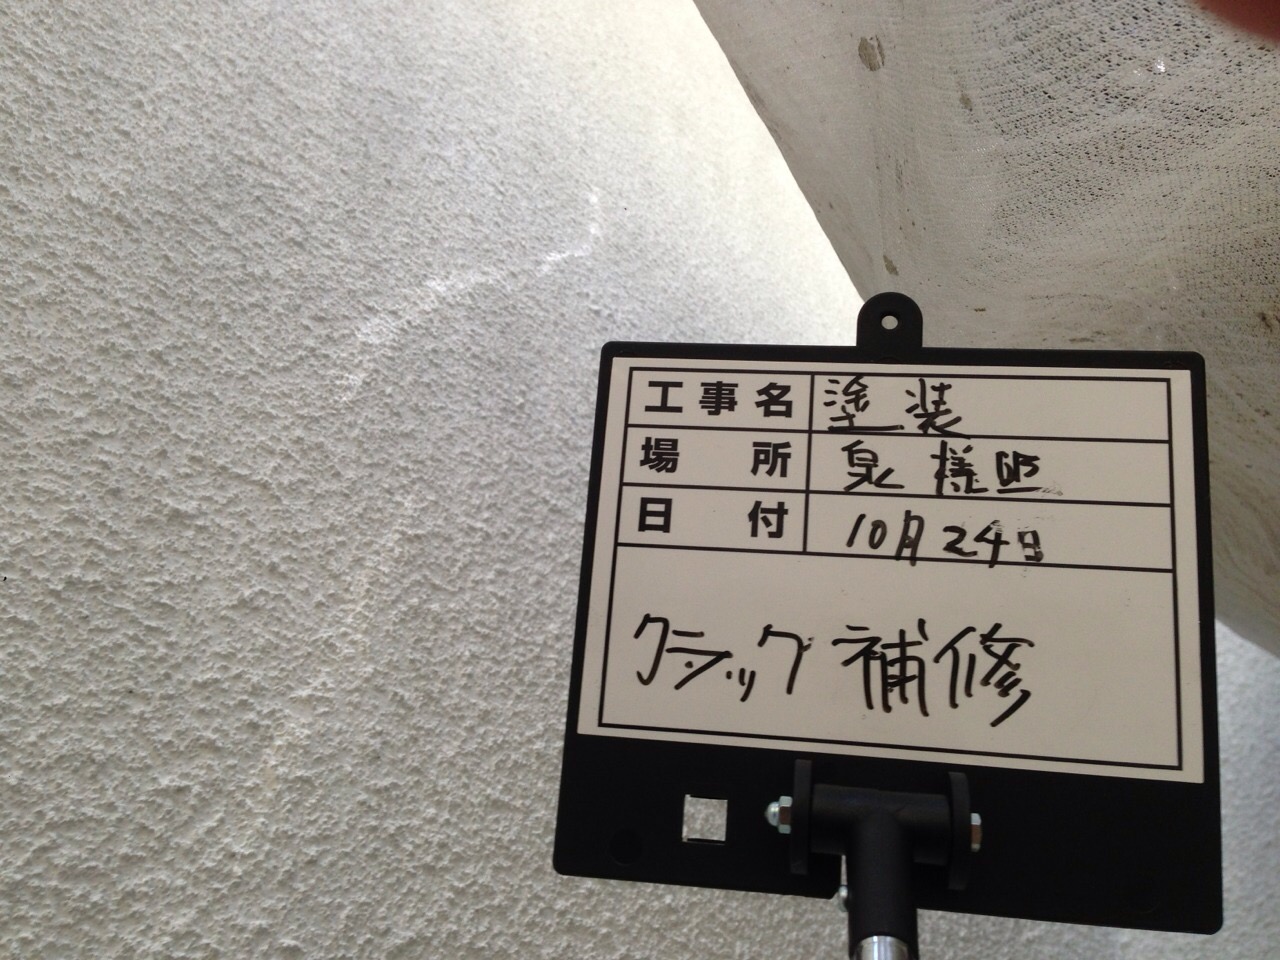 工事名 塗装
場所 泉様邸
日付 10月24日
クラック補修